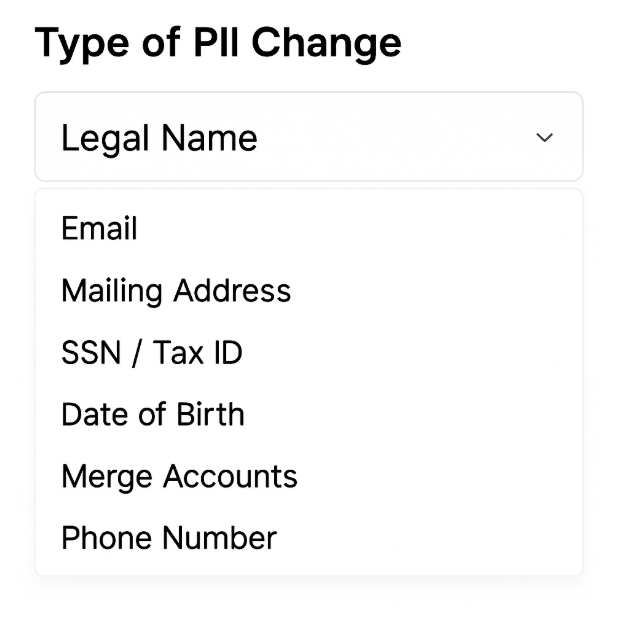 Type of PII Change
Legal Name
Email
Mailing Address
SSN / Tax ID
Date of Birth
Merge Accounts
Phone Number